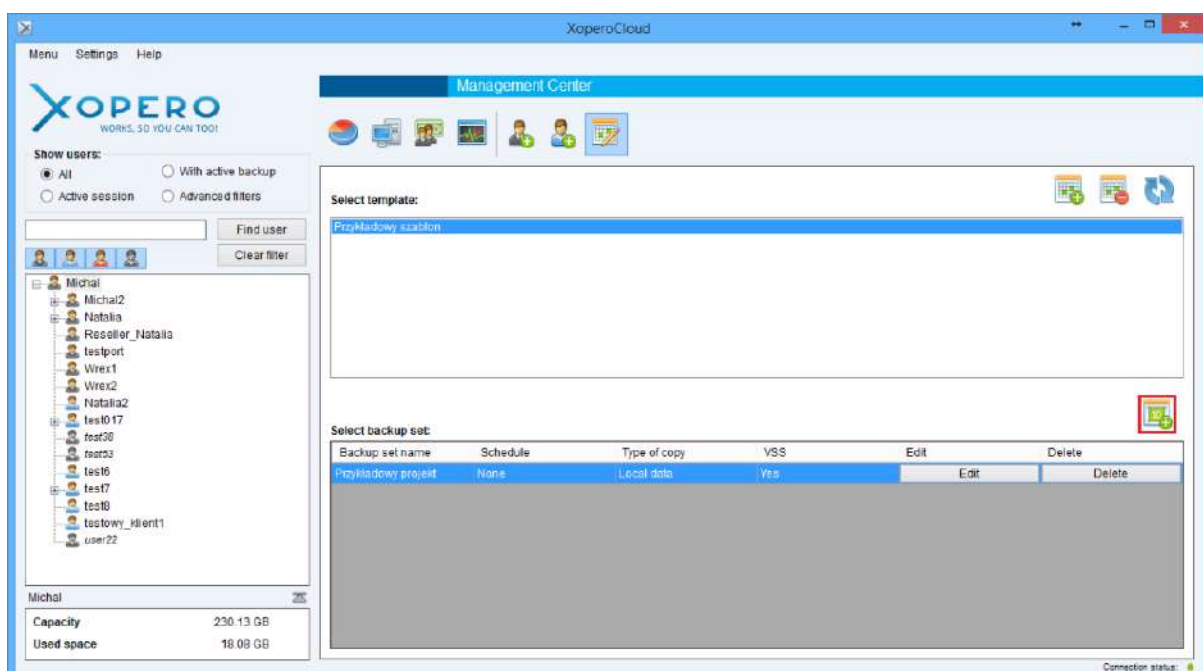 XoperoCloud
Menu Settings Help
XOPERO
WORKS, SO YOU CAN TOO!
Management Center
Show users:
All
With active backup
Active session
Advanced filters
Find user
Clear filter
Michal
Michal2
Natalia
Reseller_Natalia
testport
Wrex1
Wrex2
Natalia2
test017
test38
test53
test6
test7
test8
testowy_klient1
user22
Michal
Capacity 230.13 GB
Used space 18.08 GB
Select template:
Przykładowy szablon
Select backup set:
Backup set name Schedule Type of copy VSS Edit Delete
Przykładowy projekt None Local data Yes Edit Delete
Connection status: